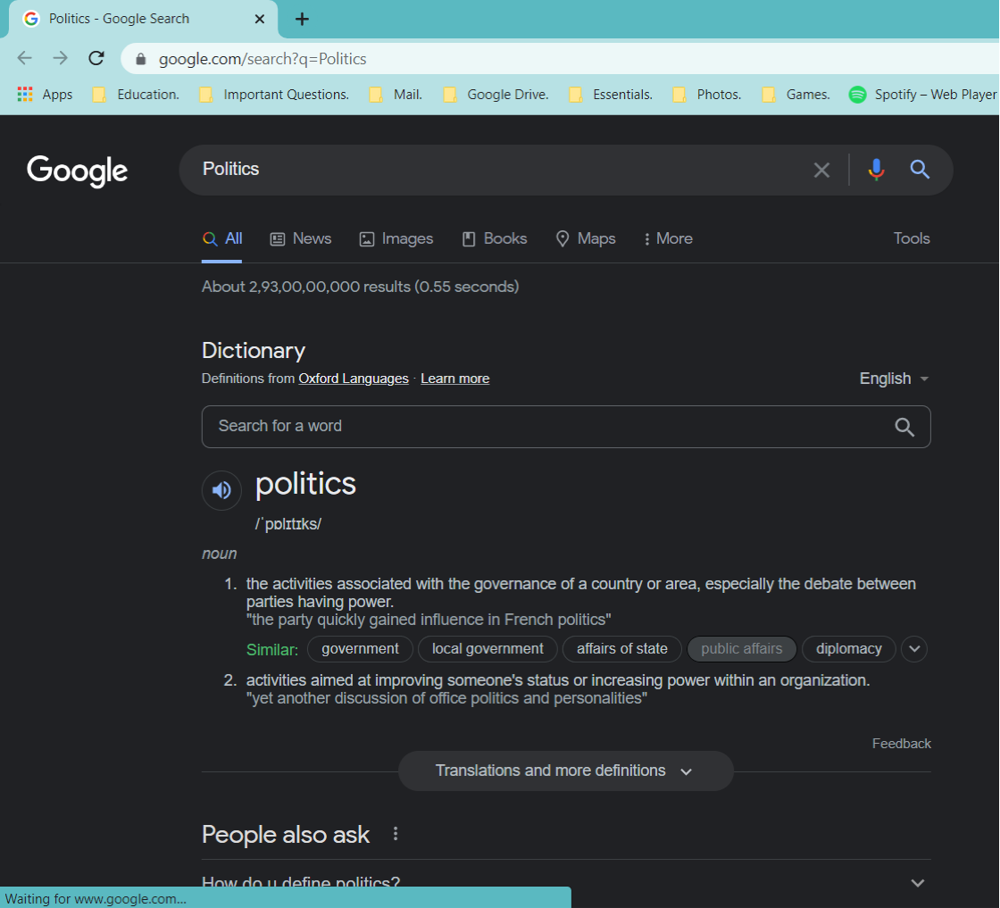 Politics - Google Search
google.com/search?q=Politics
Apps Education. Important Questions. Mail. Google Drive. Essentials. Photos. Games. Spotify – Web Player
Google Politics
All News Images Books Maps More Tools
About 2,93,00,00,000 results (0.55 seconds)
Dictionary
Definitions from Oxford Languages · Learn more English
Search for a word
politics
/ˈpɒlɪtɪks/
noun
1. the activities associated with the governance of a country or area, especially the debate between
parties having power.
"the party quickly gained influence in French politics"
Similar: government local government affairs of state public affairs diplomacy
2. activities aimed at improving someone's status or increasing power within an organization.
"yet another discussion of office politics and personalities"
Feedback
Translations and more definitions
People also ask
How do u define politics?
Waiting for www.google.com...